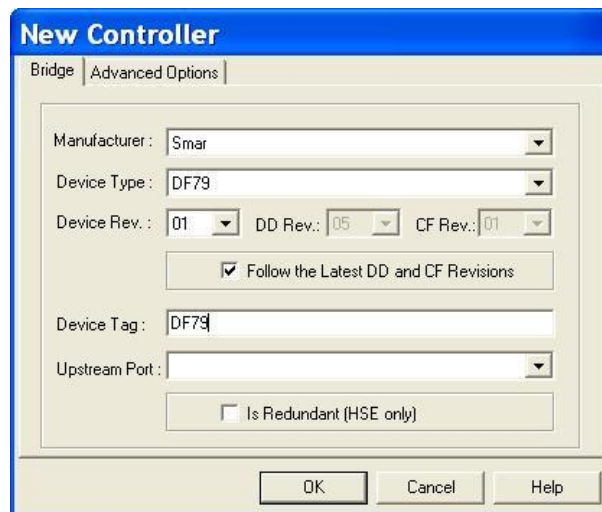 New Controller
Bridge Advanced Options
Manufacturer : Smar
Device Type : DF79
Device Rev. : 01 DD Rev.: 05 CF Rev.: 01
Follow the Latest DD and CF Revisions
Device Tag : DF79
Upstream Port :
Is Redundant (HSE only)
OK Cancel Help